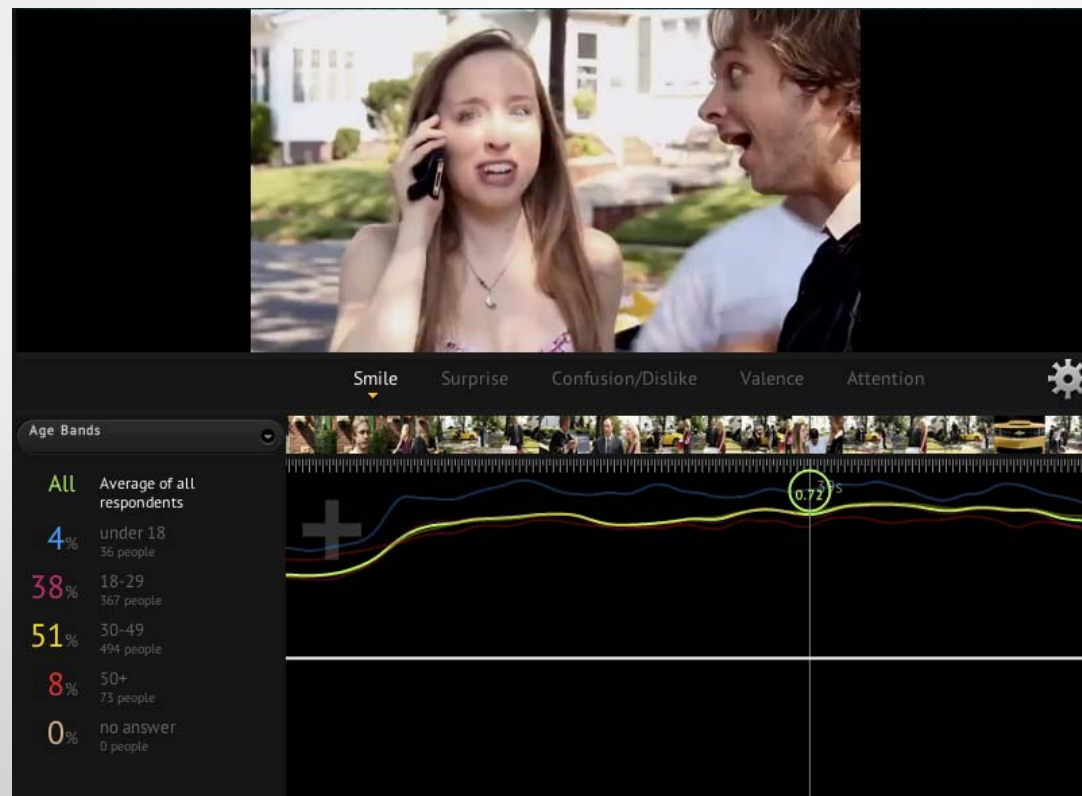 Smile Surprise Confusion/Dislike Valence Attention
Age Bands
39s
0.72
All Average of all
respondents
4% under 18
36 people
38% 18-29
367 people
51% 30-49
494 people
8% 50+
73 people
0% no answer
0 people